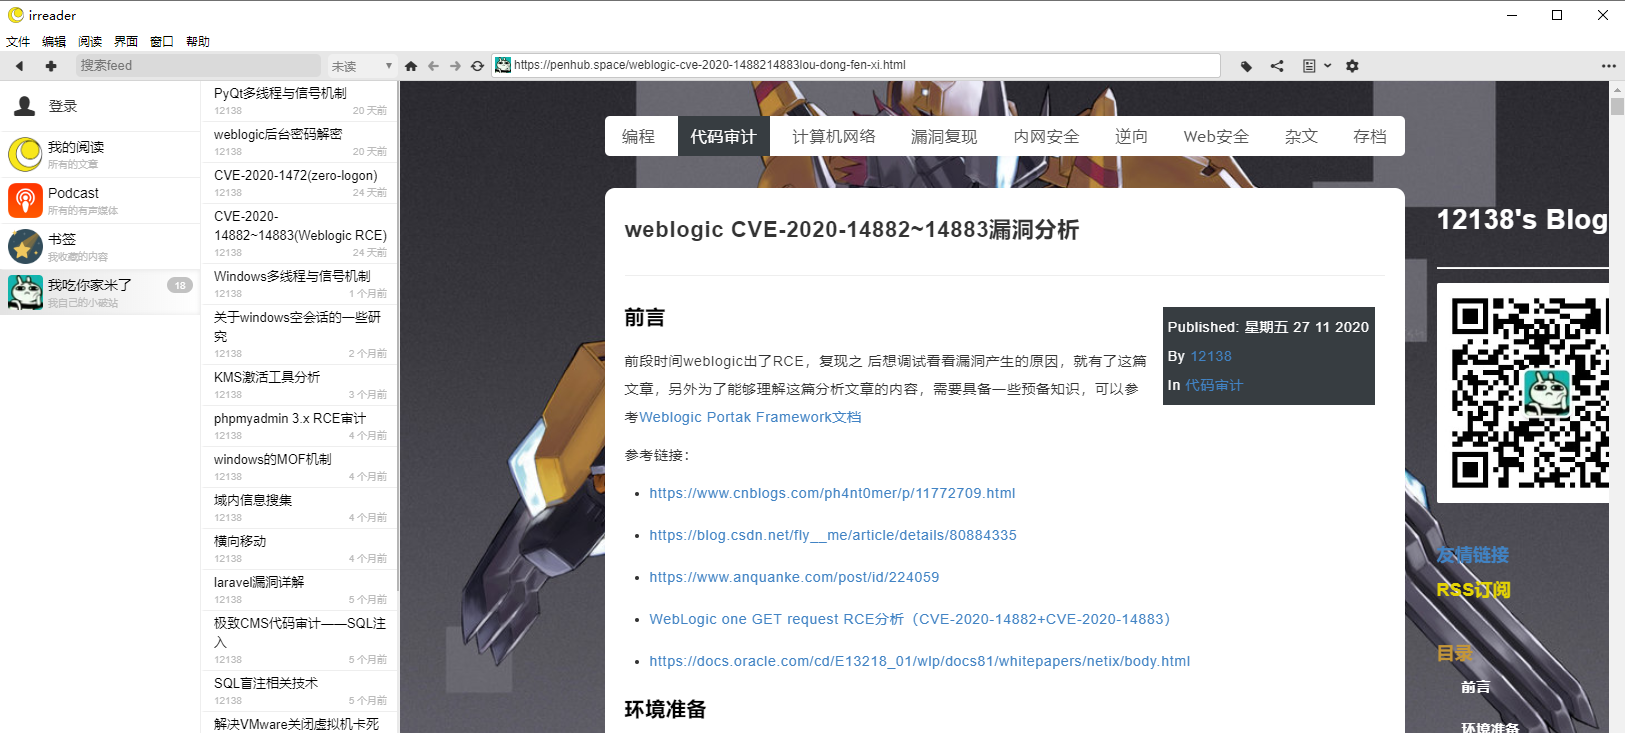 irreader
文件 编辑 阅读 界面 窗口 帮助
搜索feed
未读
https://penhub.space/weblogic-cve-2020-1488214883lou-dong-fen-xi.html
登录
我的阅读
所有的文章
Podcast
所有的有声媒体
书签
我收藏的内容
我吃你家米了
18
我自己的小破站
PyQt多线程与信号机制
12138 20 天前
weblogic后台密码解密
12138 20 天前
CVE-2020-1472(zero-logon)
12138 24 天前
CVE-2020-
14882~14883(Weblogic RCE)
12138 24 天前
Windows多线程与信号机制
12138 1 个月前
关于windows空会话的一些研
究
12138 2 个月前
KMS激活工具分析
12138 3 个月前
phpmyadmin 3.x RCE审计
12138 4 个月前
windows的MOF机制
12138 4 个月前
域内信息搜集
12138 4 个月前
横向移动
12138 4 个月前
laravel漏洞详解
12138 5 个月前
极致CMS代码审计——SQL注
入
12138 5 个月前
SQL盲注相关技术
12138 5 个月前
解决VMware关闭虚拟机卡死
编程 代码审计 计算机网络 漏洞复现 内网安全 逆向 Web安全 杂文 存档
weblogic CVE-2020-14882~14883漏洞分析
前言
Published: 星期五 27 11 2020
By 12138
In 代码审计
前段时间weblogic出了RCE，复现之 后想调试看看漏洞产生的原因，就有了这篇
文章，另外为了能够理解这篇分析文章的内容，需要具备一些预备知识，可以参
考Weblogic Portak Framework文档
参考链接：
• https://www.cnblogs.com/ph4nt0mer/p/11772709.html
• https://blog.csdn.net/fly__me/article/details/80884335
• https://www.anquanke.com/post/id/224059
• WebLogic one GET request RCE分析（CVE-2020-14882+CVE-2020-14883）
• https://docs.oracle.com/cd/E13218_01/wlp/docs81/whitepapers/netix/body.html
环境准备
12138's Blog
友情链接
RSS订阅
目录
前言
环境准备